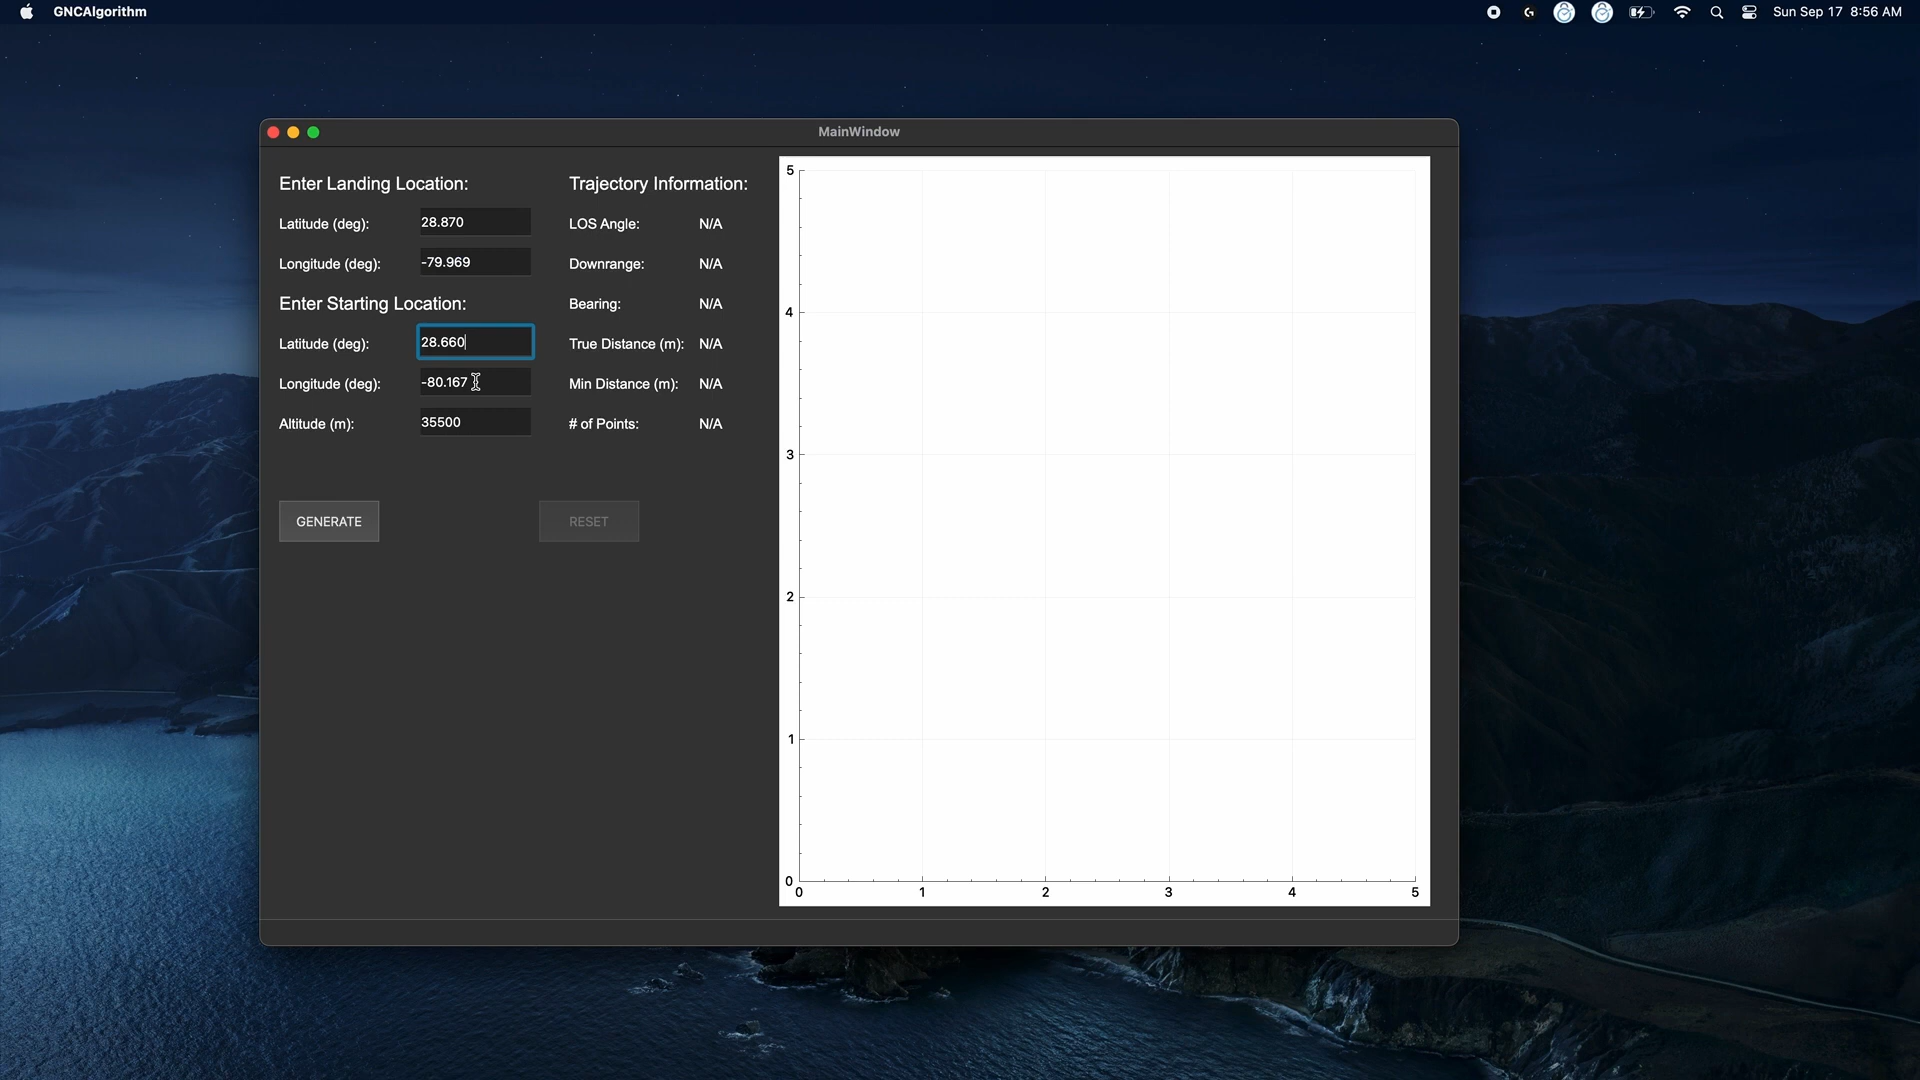 GNCAlgorithm
Sun Sep 17 8:56 AM
MainWindow
Enter Landing Location:
Latitude (deg): 28.870
Longitude (deg): -79.969
Enter Starting Location:
Latitude (deg): 28.660
Longitude (deg): -80.167
Altitude (m): 35500
GENERATE
Trajectory Information:
LOS Angle: N/A
Downrange: N/A
Bearing: N/A
True Distance (m): N/A
Min Distance (m): N/A
# of Points: N/A
RESET
5
4
3
2
1
0
0 1 2 3 4 5